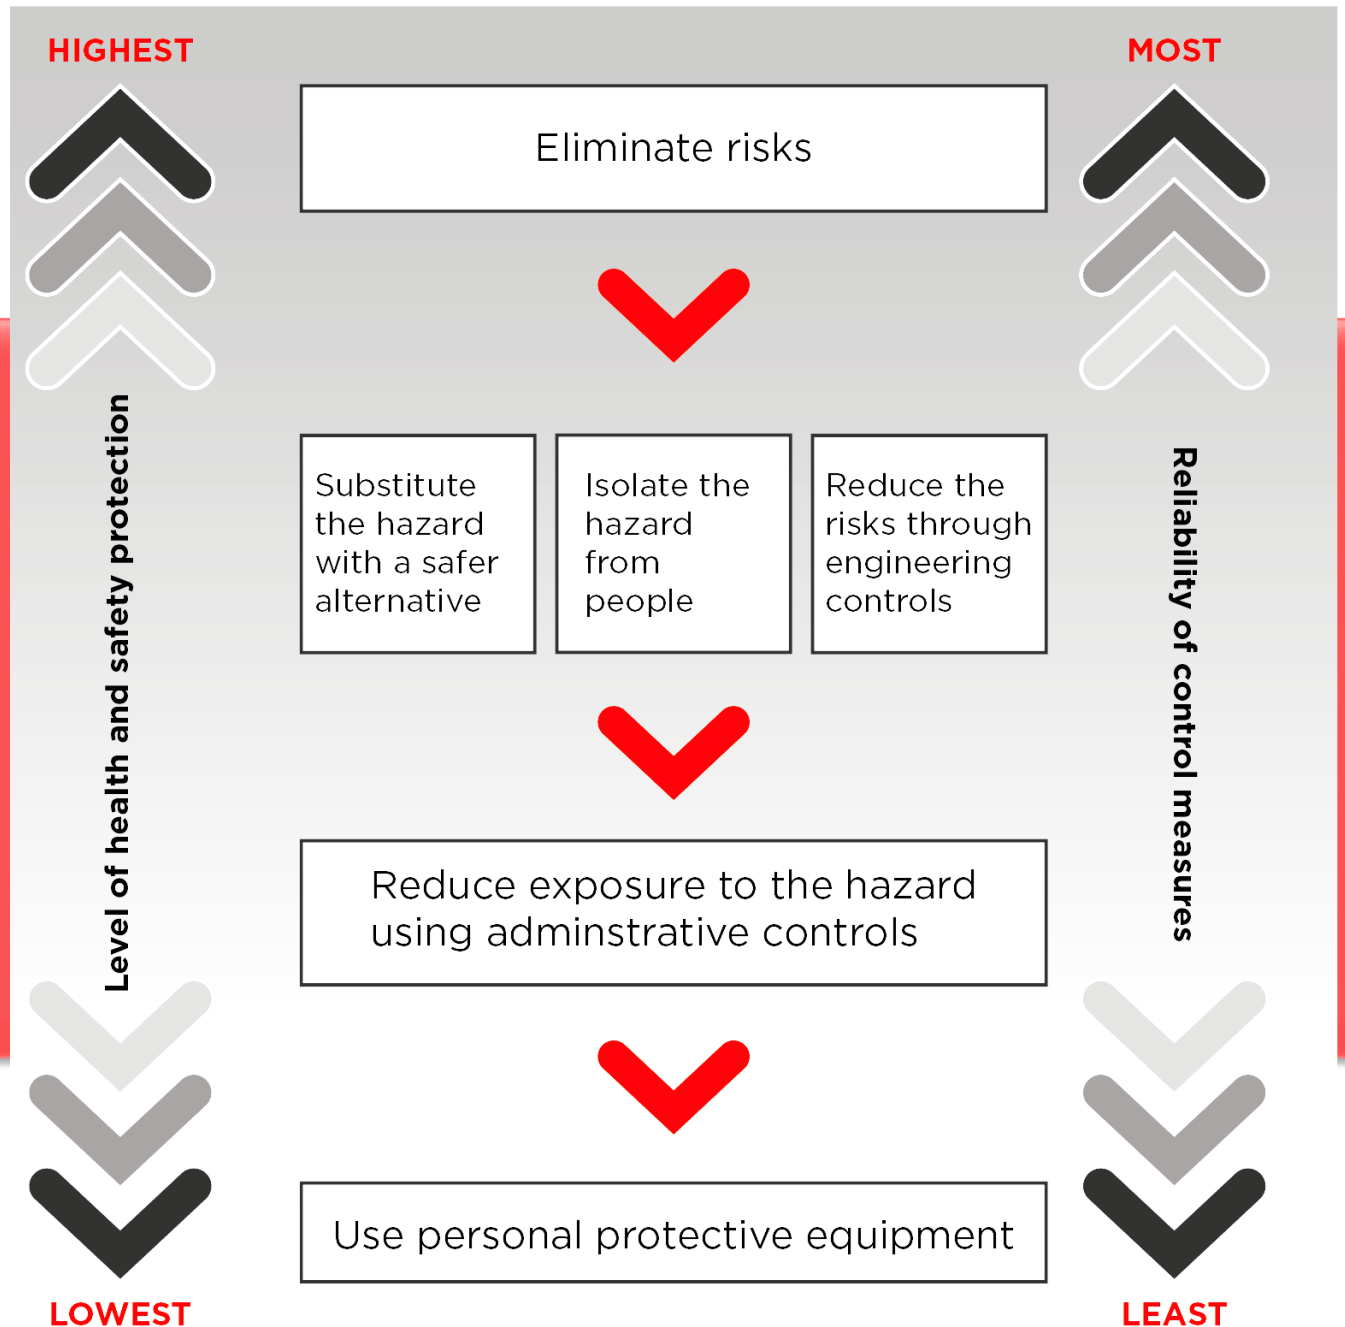 HIGHEST
MOST
Eliminate risks
Substitute
the hazard
with a safer
alternative
Isolate the
hazard
from
people
Reduce the
risks through
engineering
controls
Level of health and safety protection
Reliability of control measures
Reduce exposure to the hazard
using adminstrative controls
Use personal protective equipment
LOWEST
LEAST